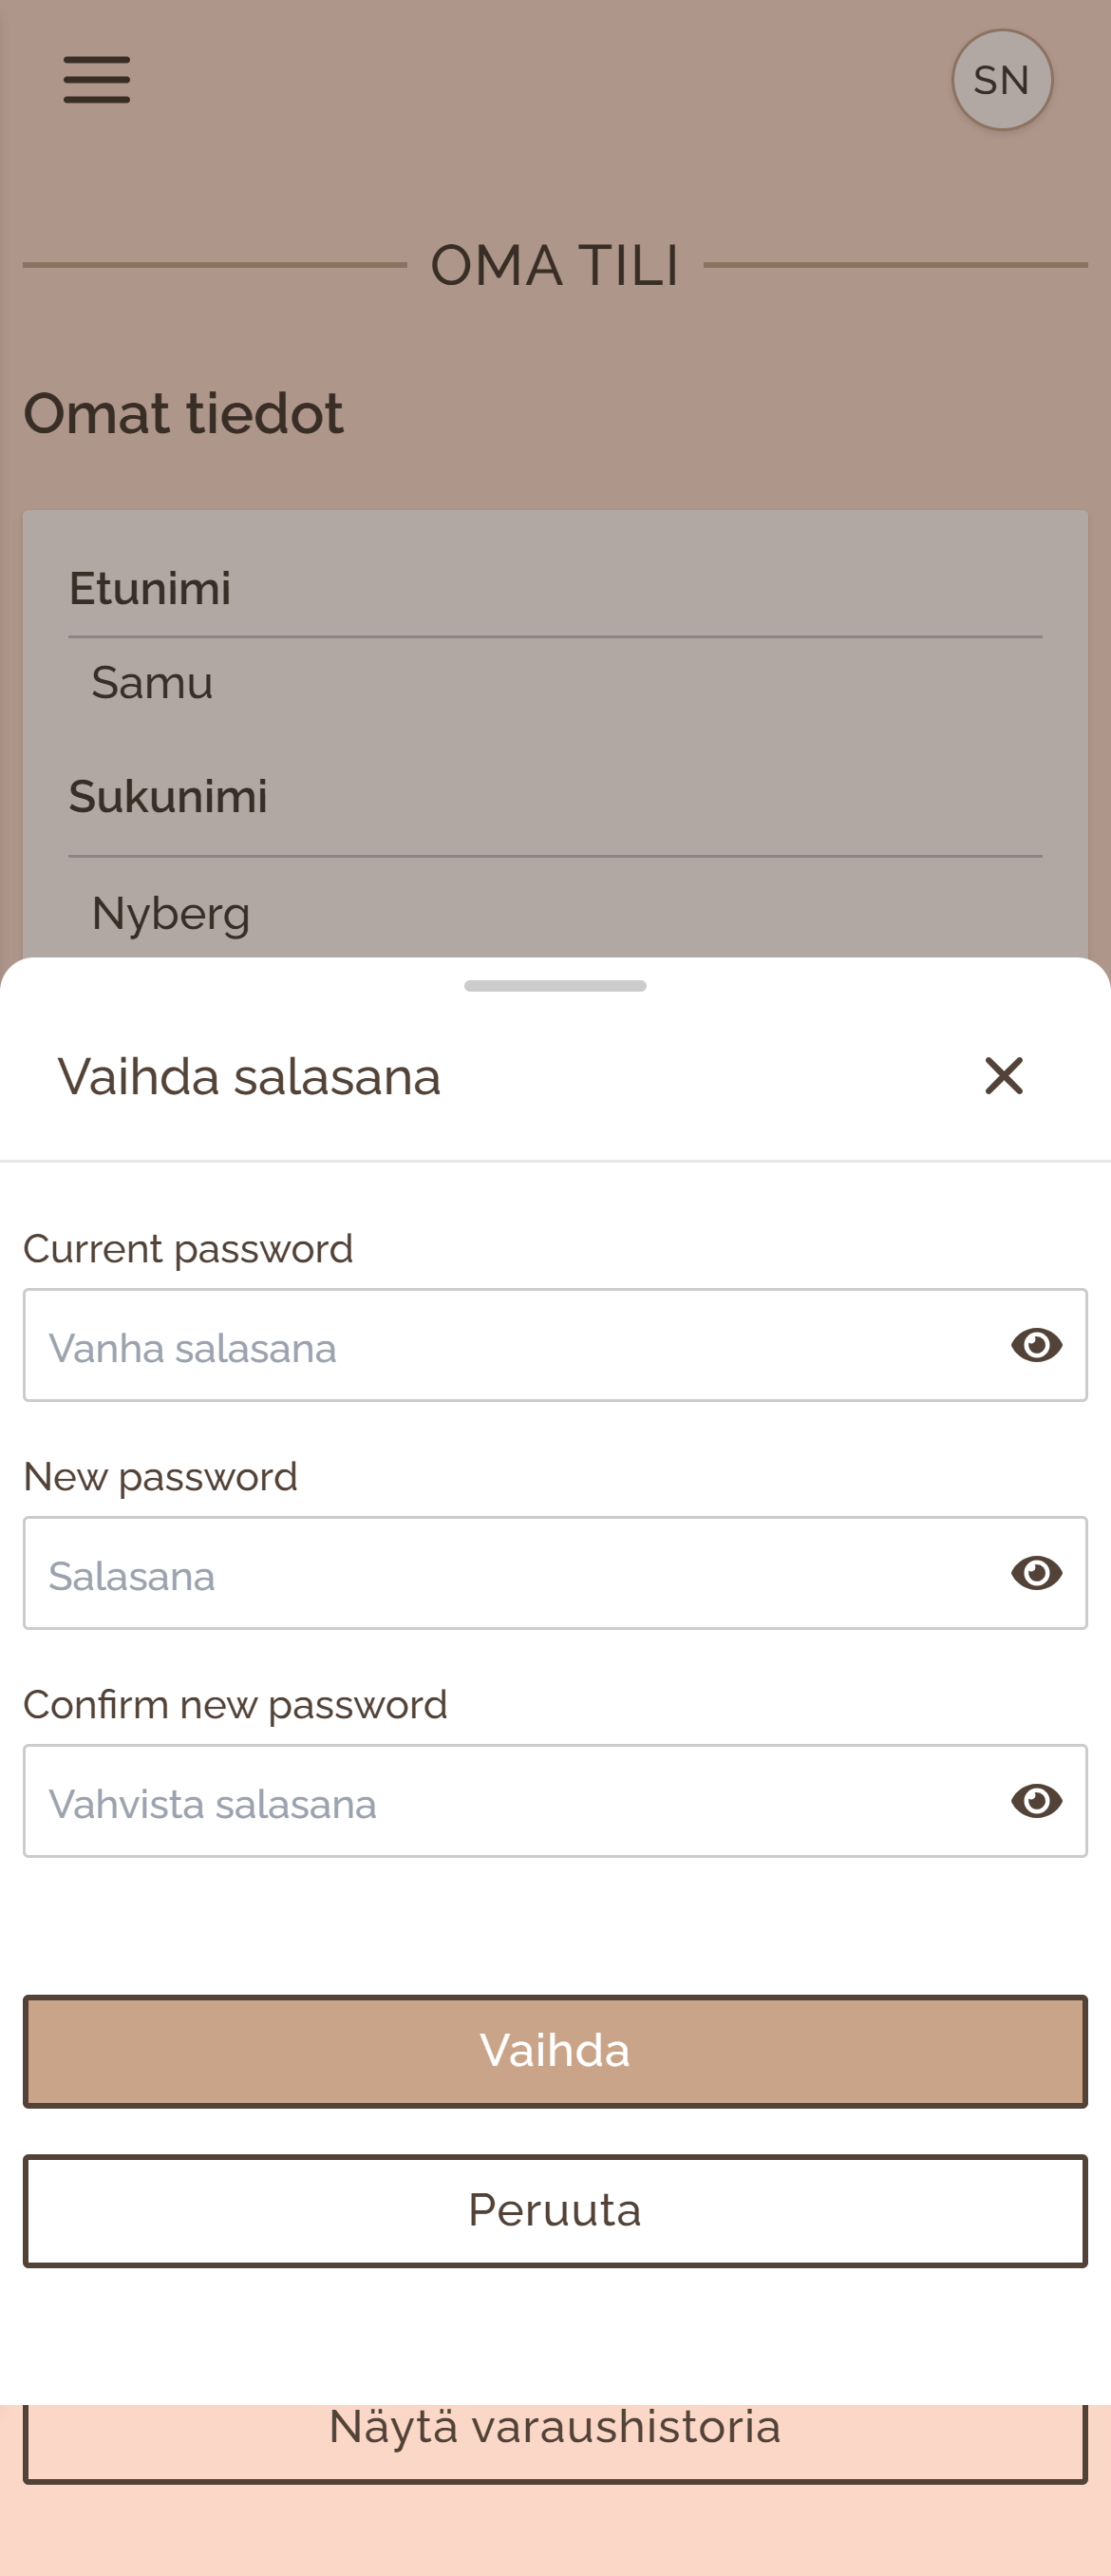 SN
OMA TILI
Omat tiedot
Etunimi
Samu
Sukunimi
Nyberg
Vaihda salasana
Current password
Vanha salasana
New password
Salasana
Confirm new password
Vahvista salasana
Vaihda
Peruuta
Näytä varaushistoria